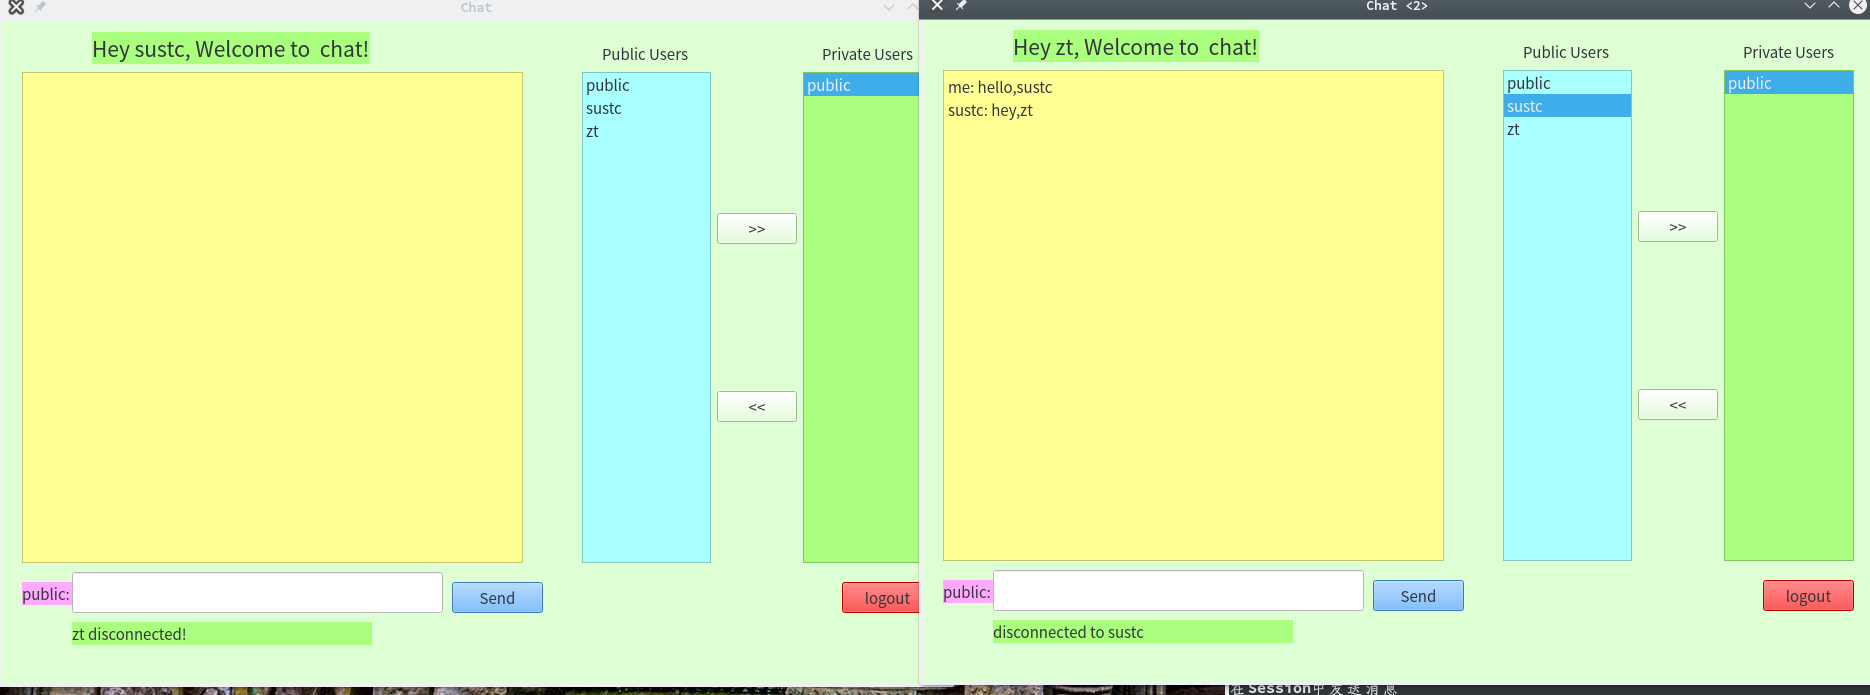 Chat
Hey sustc, Welcome to  chat!
Public Users
Private Users
public
sustc
zt
public
>>
<<
public:
Send
logout
zt disconnected!
Chat <2>
Hey zt, Welcome to  chat!
Public Users
Private Users
me: hello,sustc
sustc: hey,zt
public
sustc
zt
public
>>
<<
public:
Send
logout
disconnected to sustc
在Session中发送消息